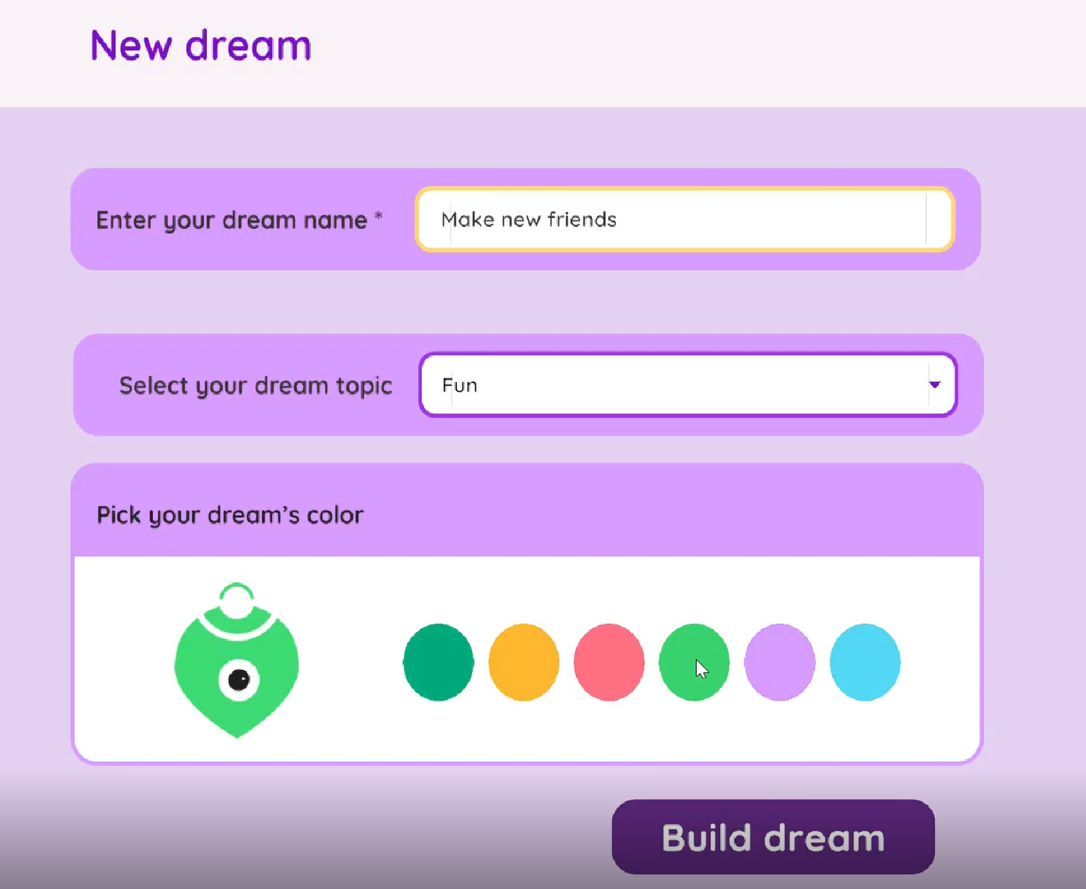 New dream
Enter your dream name *
Make new friends
Select your dream topic
Fun
Pick your dream’s color
Build dream